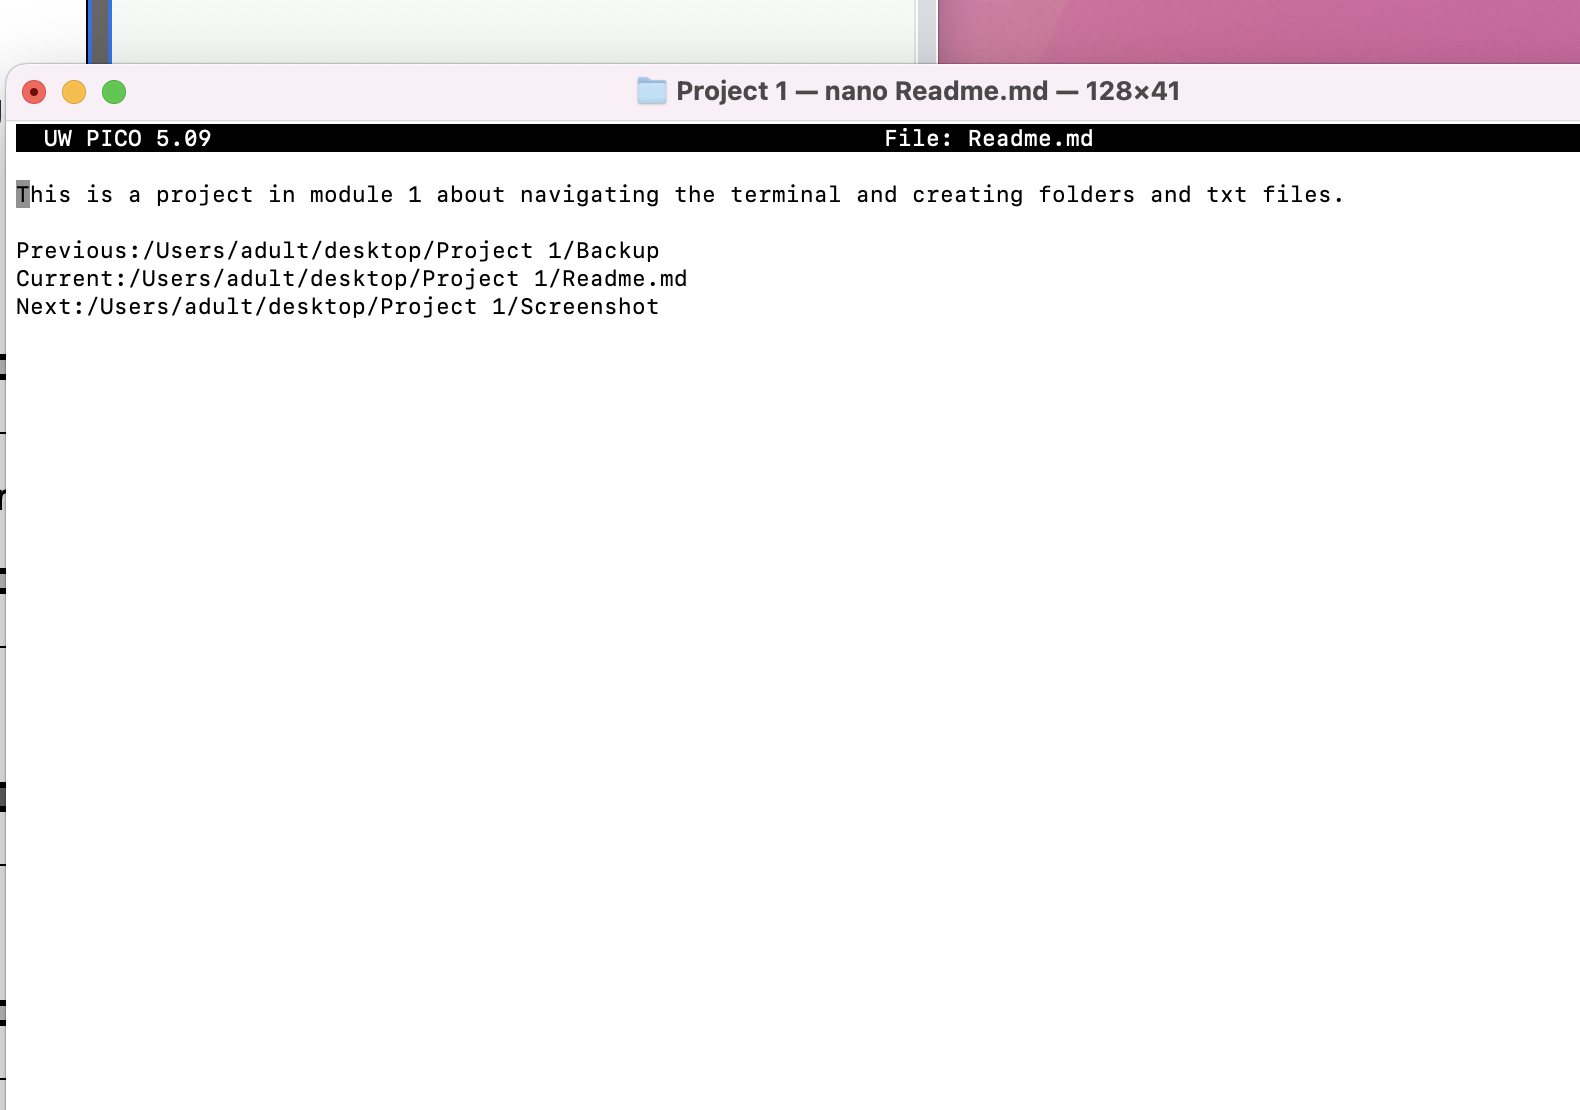 Project 1 — nano Readme.md — 128×41
UW PICO 5.09 File: Readme.md
This is a project in module 1 about navigating the terminal and creating folders and txt files.
Previous:/Users/adult/desktop/Project 1/Backup
Current:/Users/adult/desktop/Project 1/Readme.md
Next:/Users/adult/desktop/Project 1/Screenshot